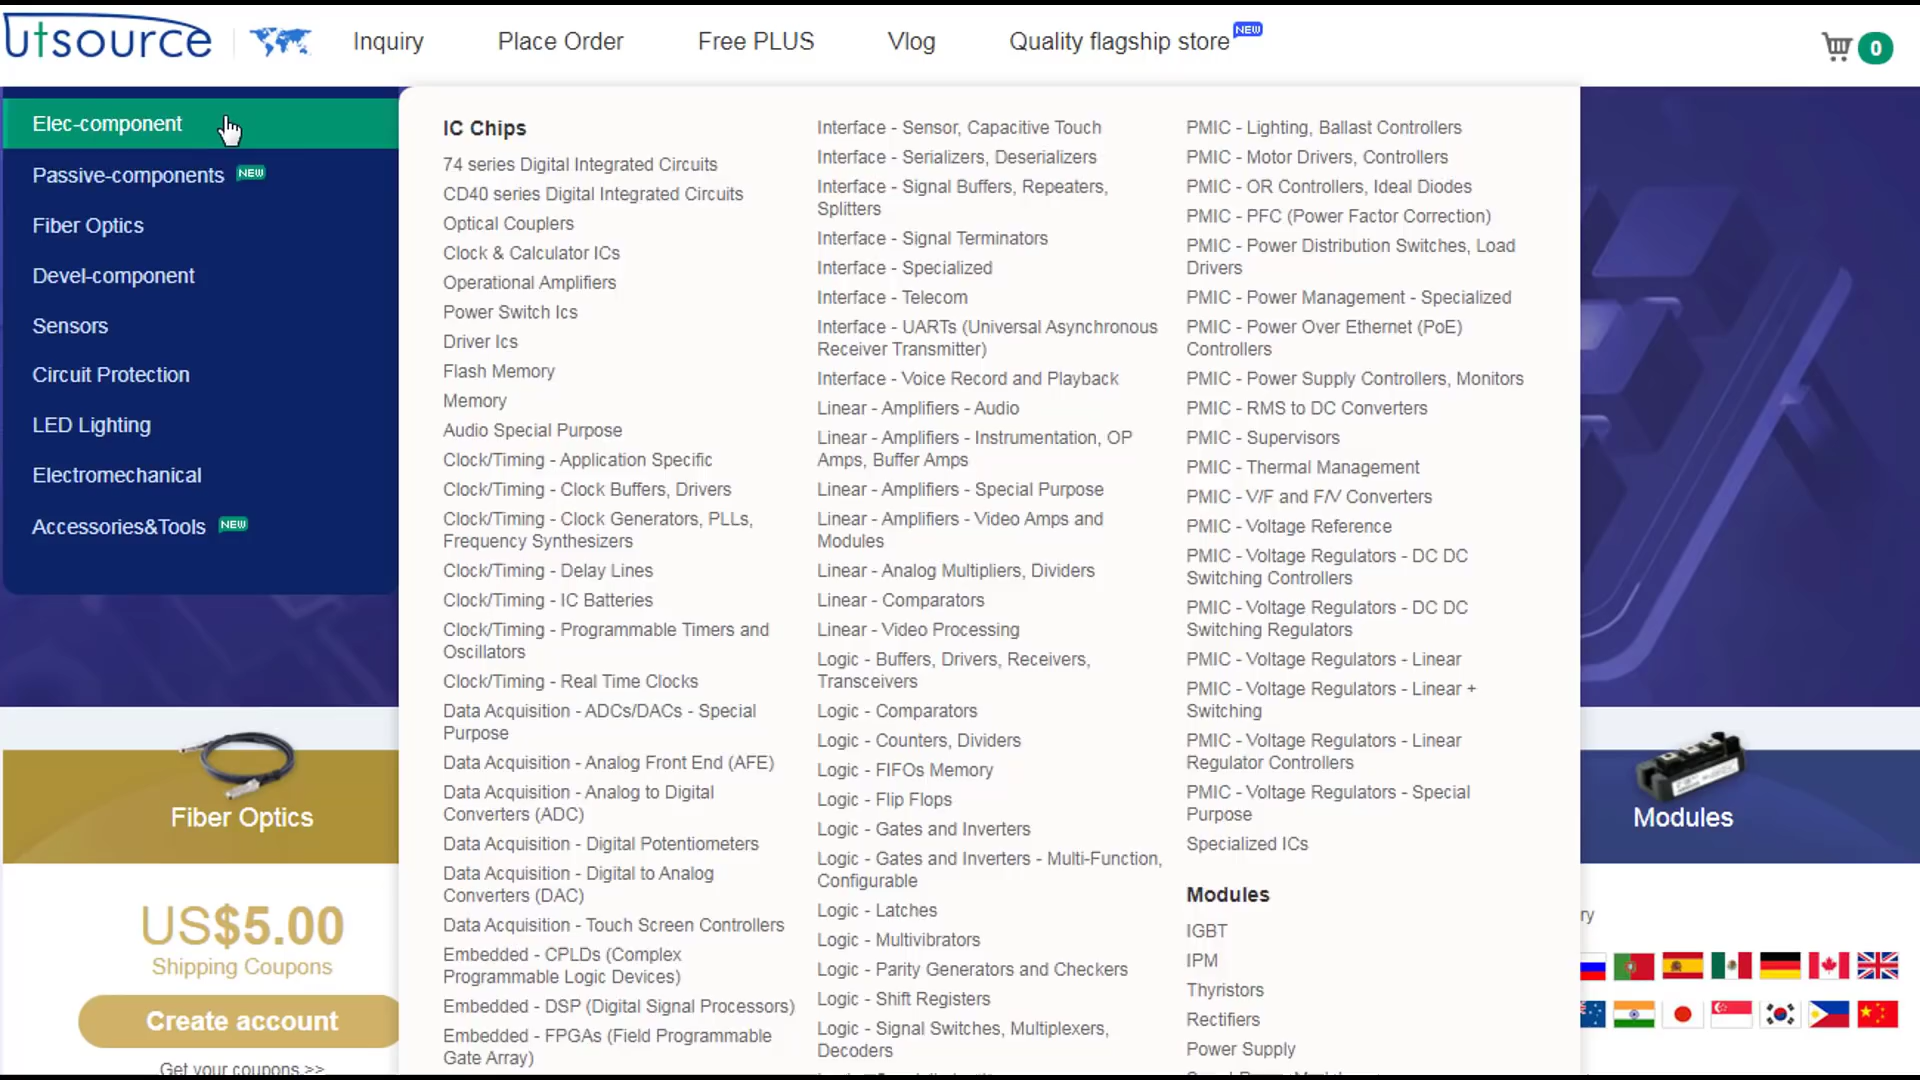 utsource
Inquiry
Place Order
Free PLUS
Vlog
Quality flagship store
NEW
0
Elec-component
Passive-components NEW
Fiber Optics
Devel-component
Sensors
Circuit Protection
LED Lighting
Electromechanical
Accessories&Tools NEW
IC Chips
74 series Digital Integrated Circuits
CD40 series Digital Integrated Circuits
Optical Couplers
Clock & Calculator ICs
Operational Amplifiers
Power Switch Ics
Driver Ics
Flash Memory
Memory
Audio Special Purpose
Clock/Timing - Application Specific
Clock/Timing - Clock Buffers, Drivers
Clock/Timing - Clock Generators, PLLs,
Frequency Synthesizers
Clock/Timing - Delay Lines
Clock/Timing - IC Batteries
Clock/Timing - Programmable Timers and
Oscillators
Clock/Timing - Real Time Clocks
Data Acquisition - ADCs/DACs - Special
Purpose
Data Acquisition - Analog Front End (AFE)
Data Acquisition - Analog to Digital
Converters (ADC)
Data Acquisition - Digital Potentiometers
Data Acquisition - Digital to Analog
Converters (DAC)
Data Acquisition - Touch Screen Controllers
Embedded - CPLDs (Complex
Programmable Logic Devices)
Embedded - DSP (Digital Signal Processors)
Embedded - FPGAs (Field Programmable
Gate Array)
Interface - Sensor, Capacitive Touch
Interface - Serializers, Deserializers
Interface - Signal Buffers, Repeaters,
Splitters
Interface - Signal Terminators
Interface - Specialized
Interface - Telecom
Interface - UARTs (Universal Asynchronous
Receiver Transmitter)
Interface - Voice Record and Playback
Linear - Amplifiers - Audio
Linear - Amplifiers - Instrumentation, OP
Amps, Buffer Amps
Linear - Amplifiers - Special Purpose
Linear - Amplifiers - Video Amps and
Modules
Linear - Analog Multipliers, Dividers
Linear - Comparators
Linear - Video Processing
Logic - Buffers, Drivers, Receivers,
Transceivers
Logic - Comparators
Logic - Counters, Dividers
Logic - FIFOs Memory
Logic - Flip Flops
Logic - Gates and Inverters
Logic - Gates and Inverters - Multi-Function,
Configurable
Logic - Latches
Logic - Multivibrators
Logic - Parity Generators and Checkers
Logic - Shift Registers
Logic - Signal Switches, Multiplexers,
Decoders
PMIC - Lighting, Ballast Controllers
PMIC - Motor Drivers, Controllers
PMIC - OR Controllers, Ideal Diodes
PMIC - PFC (Power Factor Correction)
PMIC - Power Distribution Switches, Load
Drivers
PMIC - Power Management - Specialized
PMIC - Power Over Ethernet (PoE)
Controllers
PMIC - Power Supply Controllers, Monitors
PMIC - RMS to DC Converters
PMIC - Supervisors
PMIC - Thermal Management
PMIC - V/F and F/V Converters
PMIC - Voltage Reference
PMIC - Voltage Regulators - DC DC
Switching Controllers
PMIC - Voltage Regulators - DC DC
Switching Regulators
PMIC - Voltage Regulators - Linear
PMIC - Voltage Regulators - Linear +
Switching
PMIC - Voltage Regulators - Linear
Regulator Controllers
PMIC - Voltage Regulators - Special
Purpose
Specialized ICs
Modules
IGBT
IPM
Thyristors
Rectifiers
Power Supply
Fiber Optics
US$5.00
Shipping Coupons
Create account
Get your coupons >>
Modules
ry